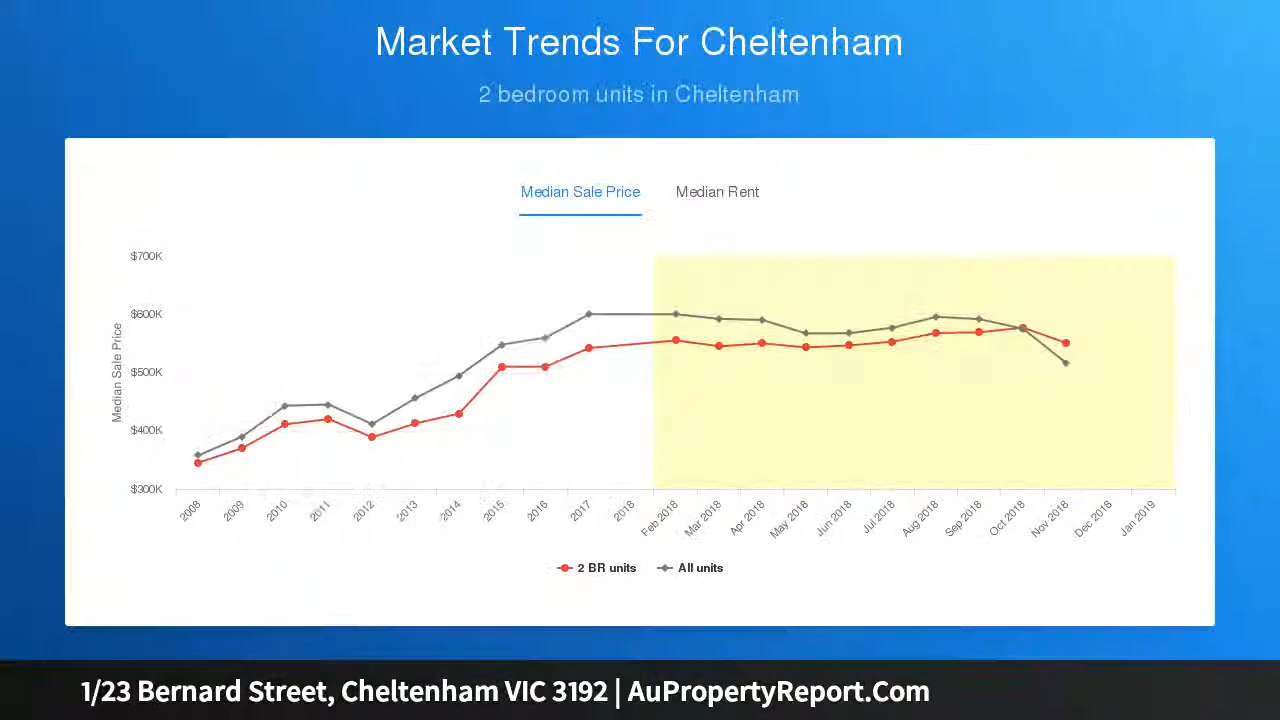 Market Trends For Cheltenham
2 bedroom units in Cheltenham
Median Sale Price Median Rent
$700K
$600K
$500K
$400K
$300K
Median Sale Price
2008 2009 2010 2011 2012 2013 2014 2015 2016 2017 2018 Feb 2018 Mar 2018 Apr 2018 May 2018 Jun 2018 Jul 2018 Aug 2018 Sep 2018 Oct 2018 Nov 2018 Dec 2018 Jan 2019
2 BR units All units
1/23 Bernard Street, Cheltenham VIC 3192 | AuPropertyReport.Com